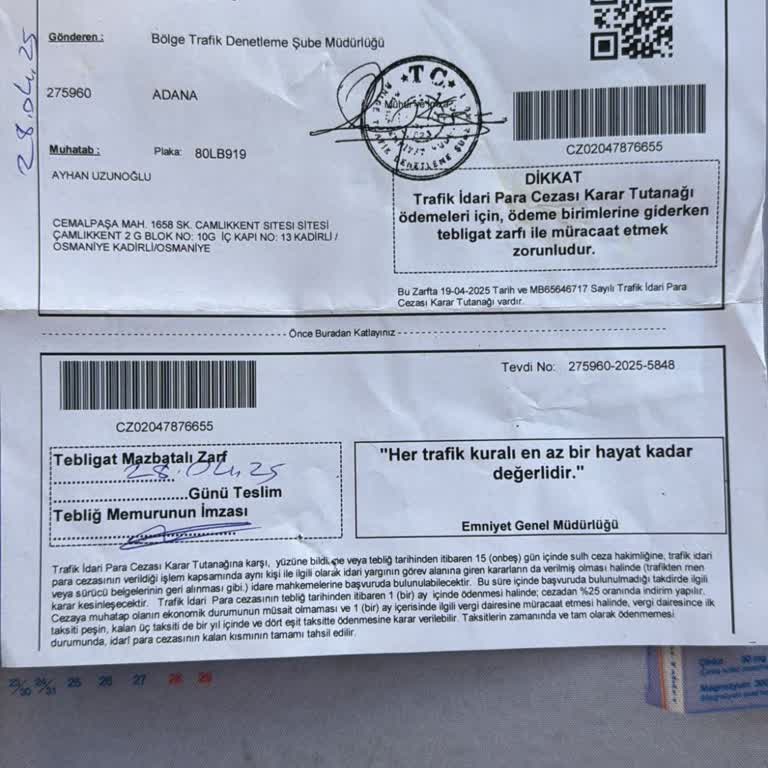 28.04.25
Gönderen : Bölge Trafik Denetleme Şube Müdürlüğü
275960 ADANA
T.C.
Muhatab : Plaka: 80LB919
AYHAN UZUNOĞLU
CEMALPAŞA MAH. 1658 SK. CAMLIKKENT SITESI SİTESİ
ÇAMLIKKENT 2 G BLOK NO: 10G İÇ KAPI NO: 13 KADİRLİ /
OSMANİYE KADİRLİ/OSMANİYE
CZ02047876655
DİKKAT
Trafik İdari Para Cezası Karar Tutanağı
ödemeleri için, ödeme birimlerine giderken
tebligat zarfı ile müracaat etmek
zorunludur.
Bu Zarfta 19-04-2025 Tarih ve MB65646717 Sayılı Trafik İdari Para
Cezası Karar Tutanağı vardır.
Önce Buradan Katlayınız
CZ02047876655
Tevdi No: 275960-2025-5848
Tebligat Mazbatalı Zarf
28.04.25
Günü Teslim
Tebliğ Memurunun İmzası
"Her trafik kuralı en az bir hayat kadar
değerlidir."
Emniyet Genel Müdürlüğü
Trafik İdari Para Cezası Karar Tutanağına karşı, yüzüne bildi veya tebliğ tarihinden itibaren 15 (onbeş) gün içinde sulh ceza hakimliğine, trafik idari
para cezasının verildiği işlem kapsamında aynı kişi ile ilgili olarak idari yargının görev alanına giren kararların da verilmiş olması halinde (trafikten men
veya sürücü belgelerinin geri alınması gibi.) idare mahkemelerine başvuruda bulunulabilecektir. Bu süre içinde başvuruda bulunulmadığı takdirde ilgili
karar kesinleşecektir. Trafik İdari Para cezasının tebliğ tarihinden itibaren 1 (bir) ay içinde ödenmesi halinde; cezadan %25 oranında indirim yapılır.
Cezaya muhatap olanın ekonomik durumunun müsait olmaması ve 1 (bir) ay içerisinde ilgili vergi dairesine müracaat etmesi halinde, vergi dairesince ilk
taksiti peşin, kalan üç taksiti de bir yıl içinde ve dört eşit taksitte ödenmesine karar verilebilir. Taksitlerin zamanında ve tam olarak ödenmemesi
durumunda, idarî para cezasının kalan kısmının tamamı tahsil edilir.
23/30 24/31 25 26 27 28 29